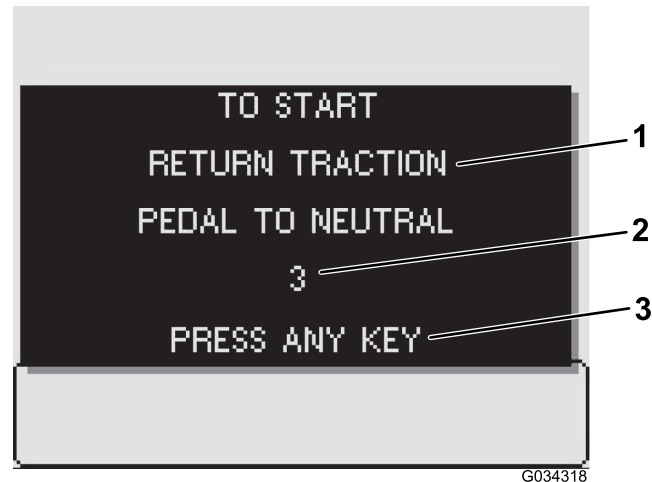 TO START
RETURN TRACTION
1
PEDAL TO NEUTRAL
2
3
3
PRESS ANY KEY
G034318